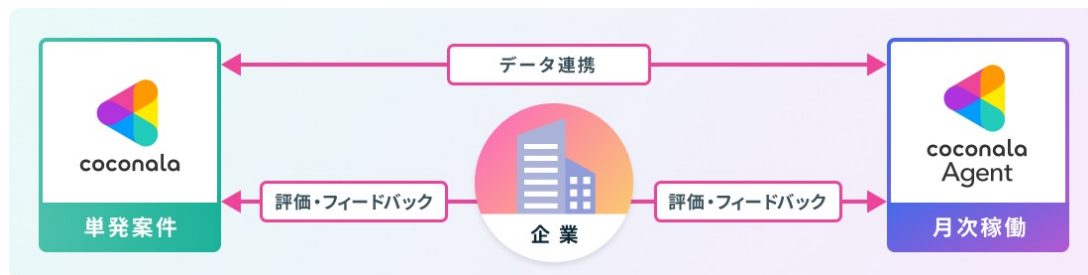 データ連携
coconala
単発案件
評価・フィードバック
企業
評価・フィードバック
coconala
Agent
月次稼働